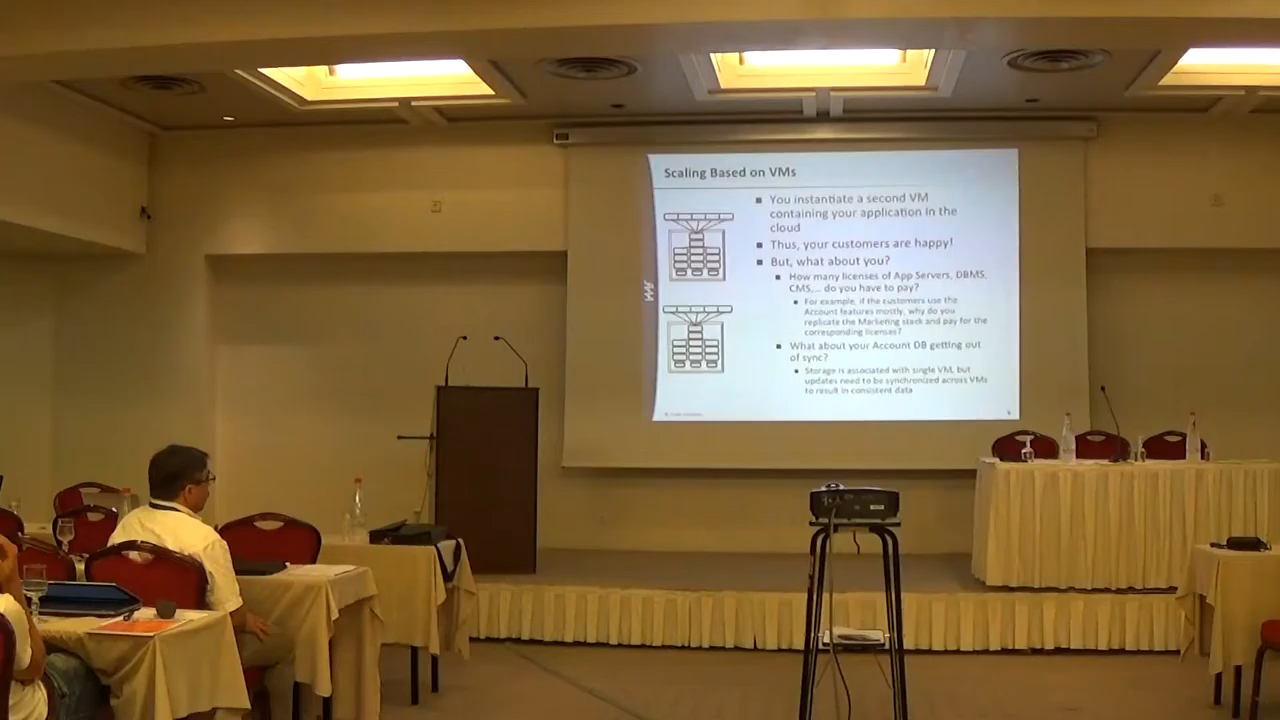 Scaling Based on VMs
You instantiate a second VM
containing your application in the
cloud
Thus, your customers are happy!
But, what about you?
How many licenses of App Servers, DBMS,
CMS,... do you have to pay?
For example, if the customers use the
Account features mostly, why do you
replicate the Marketing stack and pay for the
corresponding licenses?
What about your Account DB getting out
of sync?
Storage is associated with single VM, but
updates need to be synchronized across VMs
to result in consistent data